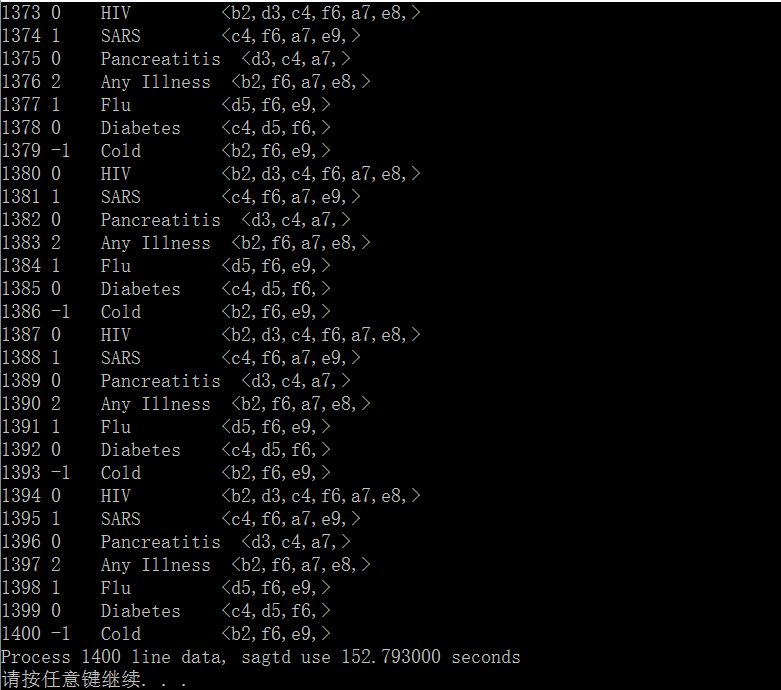 1373 0    HIV         <b2,d3,c4,f6,a7,e8,>
1374 1    SARS        <c4,f6,a7,e9,>
1375 0    Pancreatitis  <d3,c4,a7,>
1376 2    Any Illness  <b2,f6,a7,e8,>
1377 1    Flu         <d5,f6,e9,>
1378 0    Diabetes    <c4,d5,f6,>
1379 -1   Cold        <b2,f6,e9,>
1380 0    HIV         <b2,d3,c4,f6,a7,e8,>
1381 1    SARS        <c4,f6,a7,e9,>
1382 0    Pancreatitis  <d3,c4,a7,>
1383 2    Any Illness  <b2,f6,a7,e8,>
1384 1    Flu         <d5,f6,e9,>
1385 0    Diabetes    <c4,d5,f6,>
1386 -1   Cold        <b2,f6,e9,>
1387 0    HIV         <b2,d3,c4,f6,a7,e8,>
1388 1    SARS        <c4,f6,a7,e9,>
1389 0    Pancreatitis  <d3,c4,a7,>
1390 2    Any Illness  <b2,f6,a7,e8,>
1391 1    Flu         <d5,f6,e9,>
1392 0    Diabetes    <c4,d5,f6,>
1393 -1   Cold        <b2,f6,e9,>
1394 0    HIV         <b2,d3,c4,f6,a7,e8,>
1395 1    SARS        <c4,f6,a7,e9,>
1396 0    Pancreatitis  <d3,c4,a7,>
1397 2    Any Illness  <b2,f6,a7,e8,>
1398 1    Flu         <d5,f6,e9,>
1399 0    Diabetes    <c4,d5,f6,>
1400 -1   Cold        <b2,f6,e9,>
Process 1400 line data, sagtd use 152.793000 seconds
请按任意键继续. . .